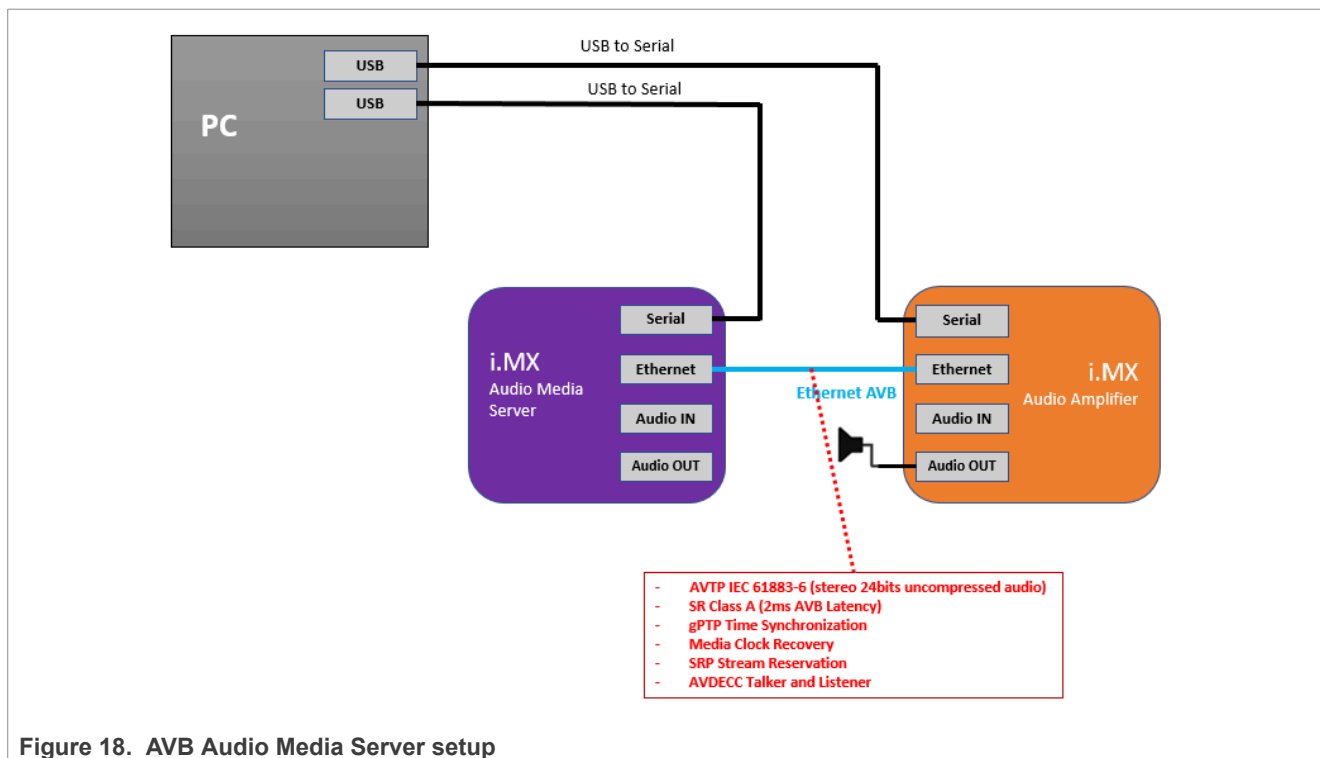 USB to Serial
USB
USB to Serial
USB
PC
Serial
Serial
i.MX
Audio Media
Server
Ethernet
Ethernet
i.MX
Audio Amplifier
Ethernet AVB
Audio IN
Audio IN
Audio OUT
Audio OUT
- AVTP IEC 61883-6 (stereo 24bits uncompressed audio)
- SR Class A (2ms AVB Latency)
- gPTP Time Synchronization
- Media Clock Recovery
- SRP Stream Reservation
- AVDECC Talker and Listener
Figure 18. AVB Audio Media Server setup